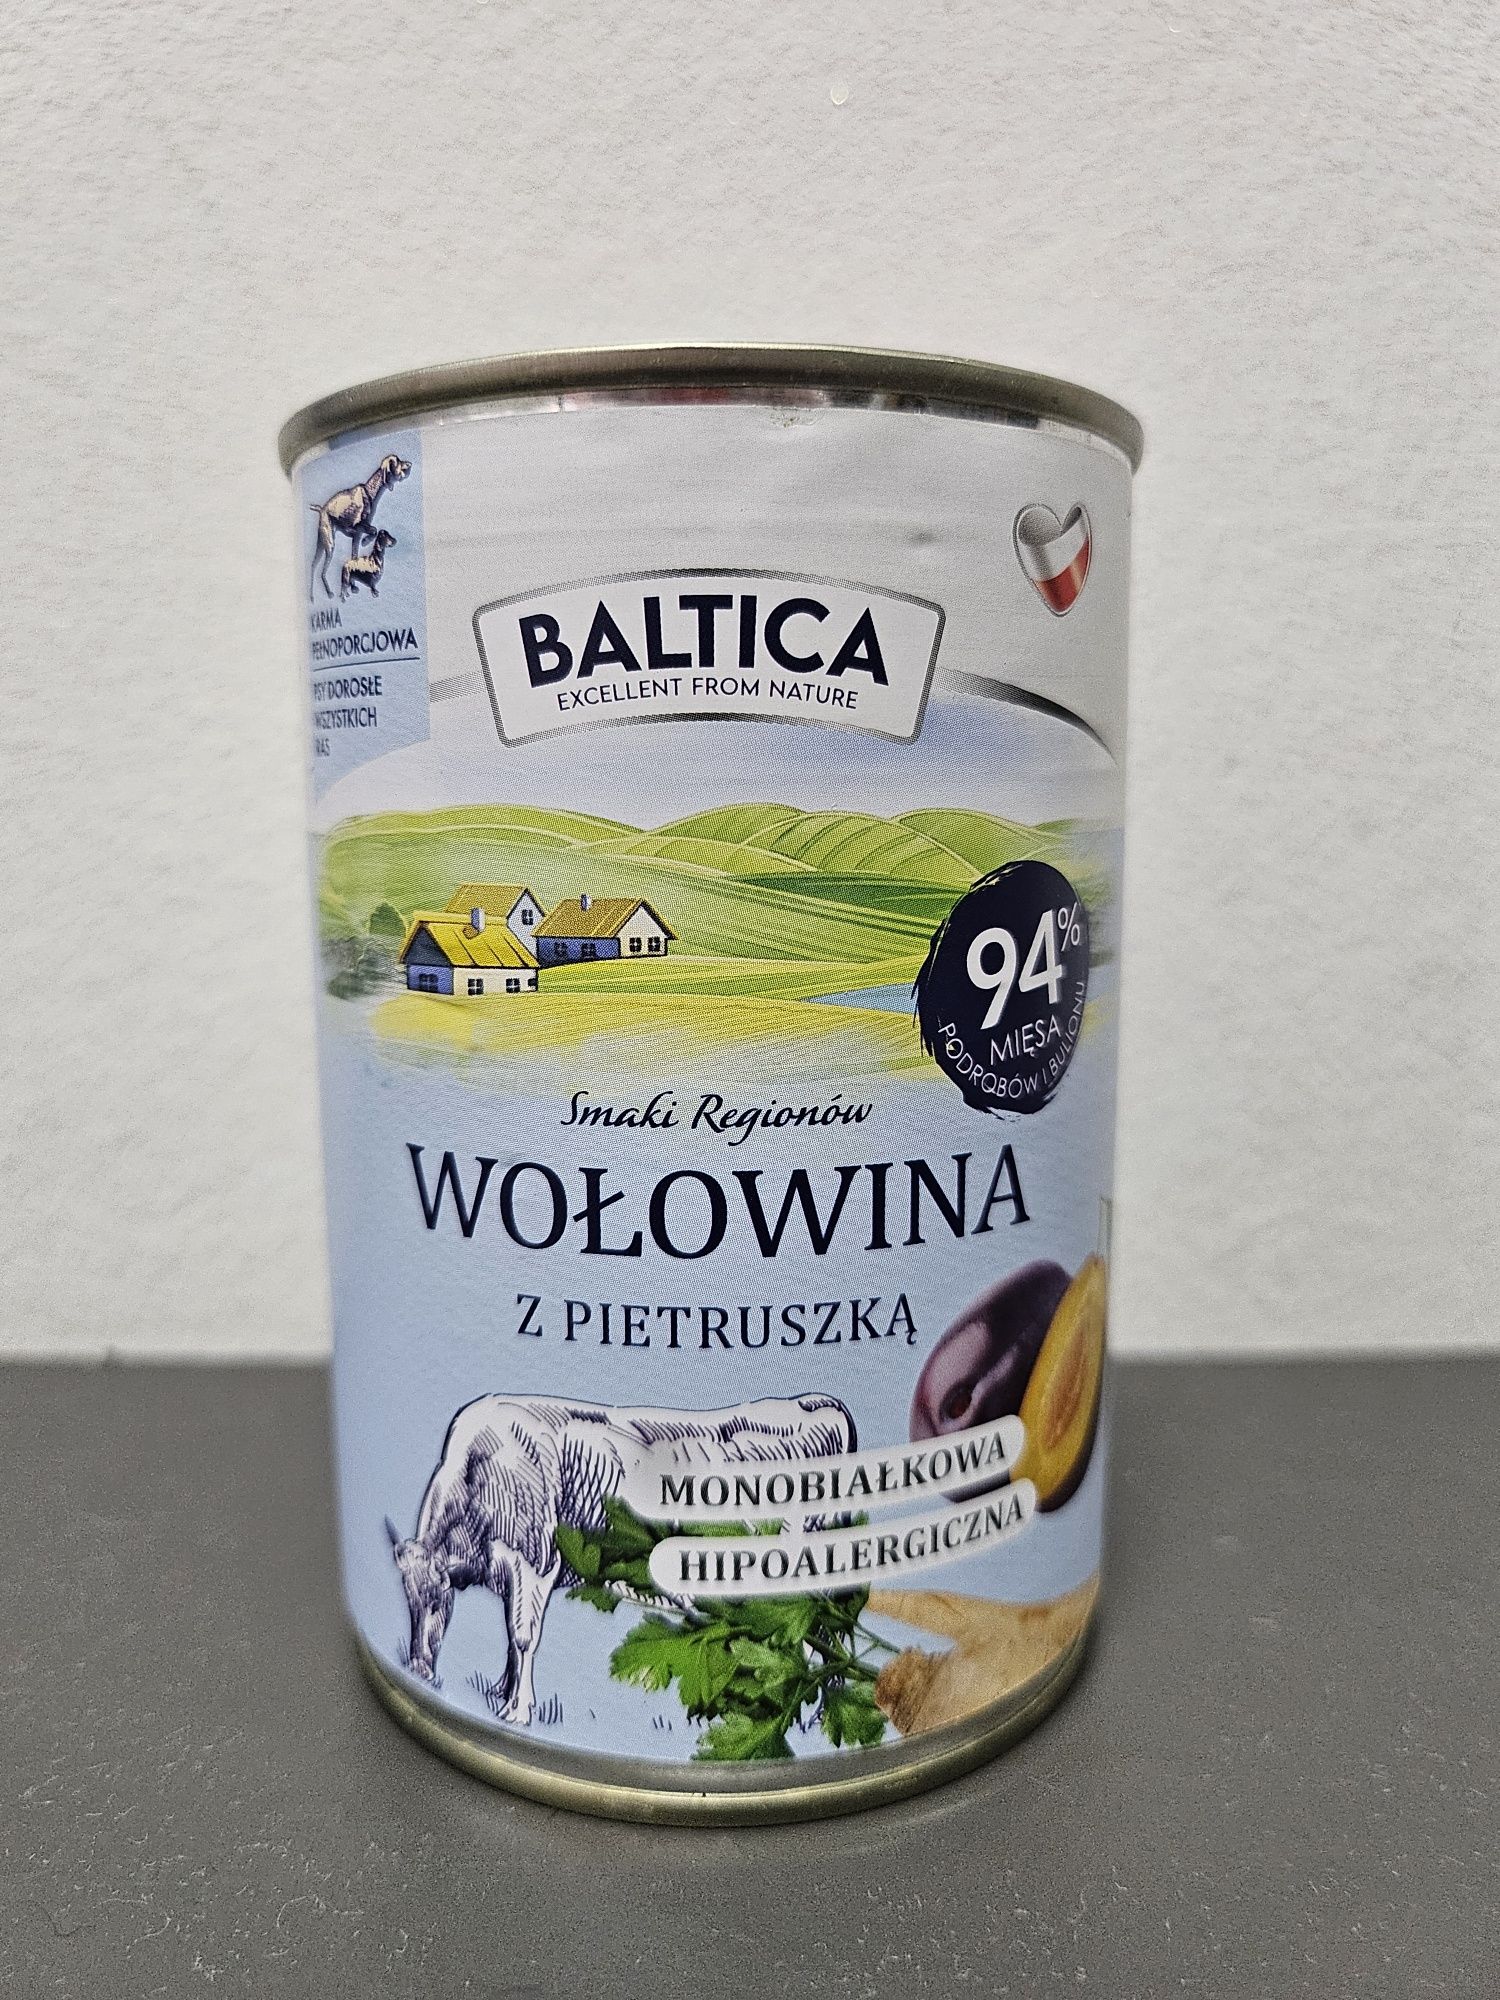 KARMA
PEŁNOPORCJOWA
PSY DOROSŁE
WSZYSTKICH
RAS
BALTICA
EXCELLENT FROM NATURE
94%
MIĘSA
PODROBÓW I BULIONU
Smaki Regionów
WOŁOWINA
Z PIETRUSZKĄ
MONOBIAŁKOWA
HIPOALERGICZNA